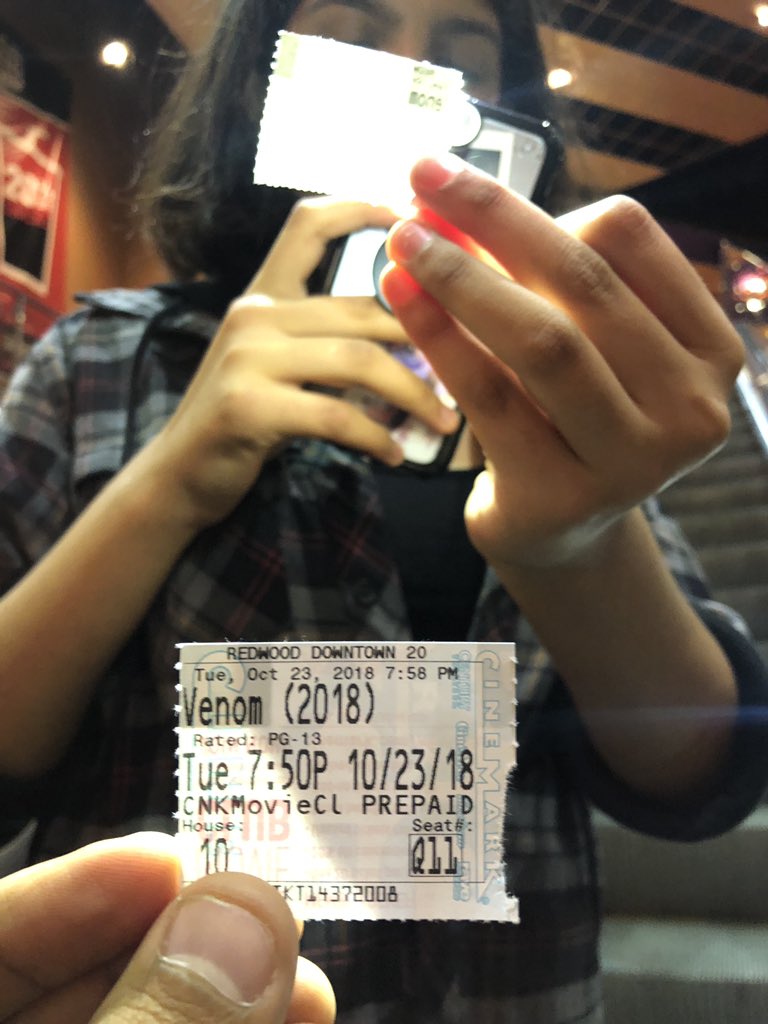 REDWOOD DOWNTOWN 20
Tue, Oct 23, 2018 7:58 PM
Venom (2018)
Rated: PG-13
Tue 7:50P 10/23/18
CNKMovieCl PREPAID
House: Seat#:
10 Q11
TKT14372008
CINEMARK